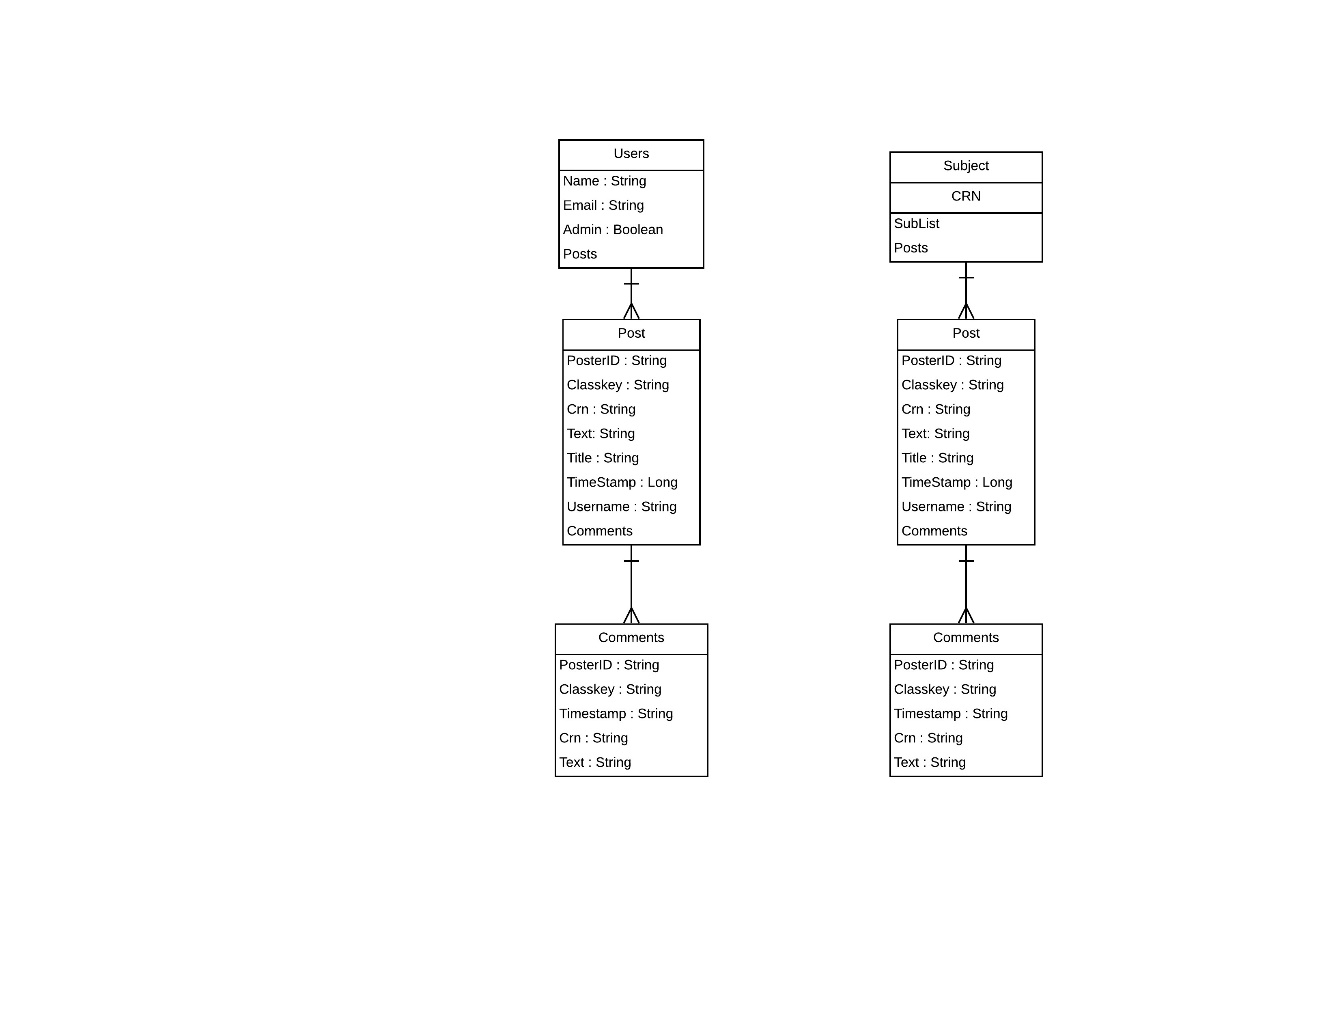 Users
Name : String
Email : String
Admin : Boolean
Posts
Post
PosterID : String
Classkey : String
Crn : String
Text: String
Title : String
TimeStamp : Long
Username : String
Comments
Comments
PosterID : String
Classkey : String
Timestamp : String
Crn : String
Text : String
Subject
CRN
SubList
Posts
Post
PosterID : String
Classkey : String
Crn : String
Text: String
Title : String
TimeStamp : Long
Username : String
Comments
Comments
PosterID : String
Classkey : String
Timestamp : String
Crn : String
Text : String